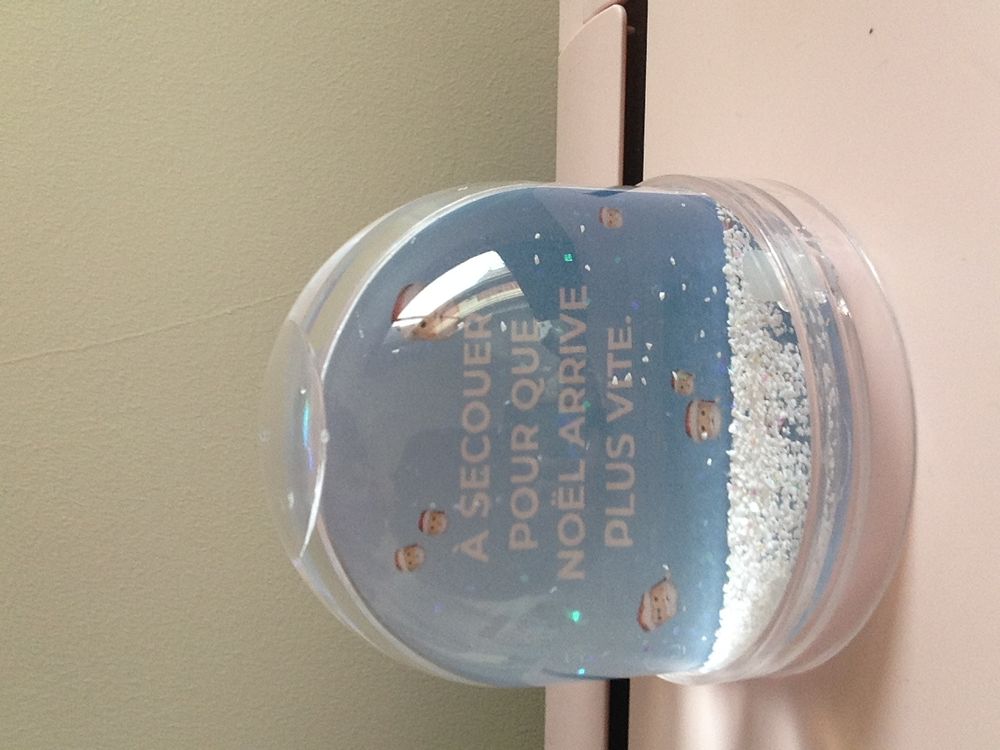 À SECOUER
POUR QUE
NOËL ARRIVE
PLUS VITE.